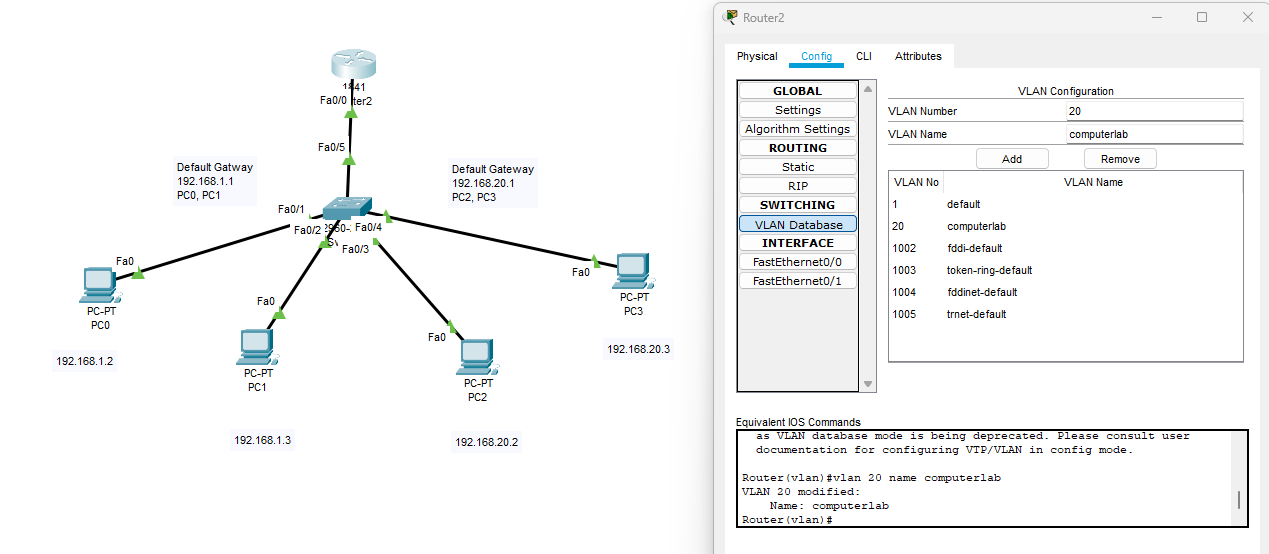 Fa0/0
Fa0/5
Default Gatway
192.168.1.1
PC0, PC1
Default Gateway
192.168.20.1
PC2, PC3
Fa0/1
Fa0/2
Fa0/4
Fa0/3
Fa0
PC-PT
PC0
192.168.1.2
Fa0
PC-PT
PC1
192.168.1.3
Fa0
PC-PT
PC2
192.168.20.2
Fa0
PC-PT
PC3
192.168.20.3
Router2
Physical Config CLI Attributes
GLOBAL
Settings
Algorithm Settings
ROUTING
Static
RIP
SWITCHING
VLAN Database
INTERFACE
FastEthernet0/0
FastEthernet0/1
VLAN Configuration
VLAN Number 20
VLAN Name computerlab
Add Remove
VLAN No VLAN Name
1 default
20 computerlab
1002 fddi-default
1003 token-ring-default
1004 fddinet-default
1005 trnet-default
Equivalent IOS Commands
as VLAN database mode is being deprecated. Please consult user
documentation for configuring VTP/VLAN in config mode.
Router(vlan)#vlan 20 name computerlab
VLAN 20 modified:
Name: computerlab
Router(vlan)#